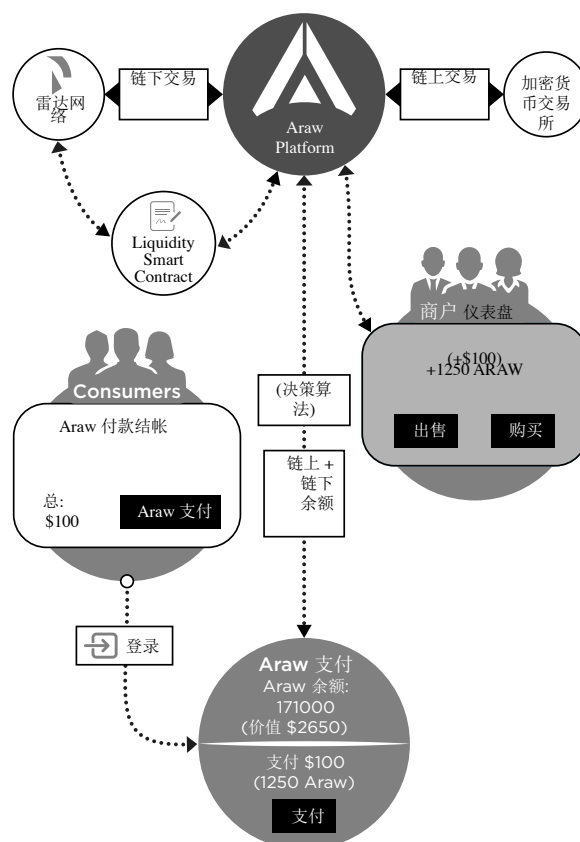 链下交易
链上交易
雷达网
络
Araw
Platform
加密货
币交易
所
Liquidity
Smart
Contract
商户 仪表盘
(+$100)
+1250 ARAW
出售
购买
Consumers
Araw 付款结帐
总:
$100
Araw 支付
(决策算
法)
链上 +
链下
余额
登录
Araw 支付
Araw 余额:
171000
(价值 $2650)
支付 $100
(1250 Araw)
支付